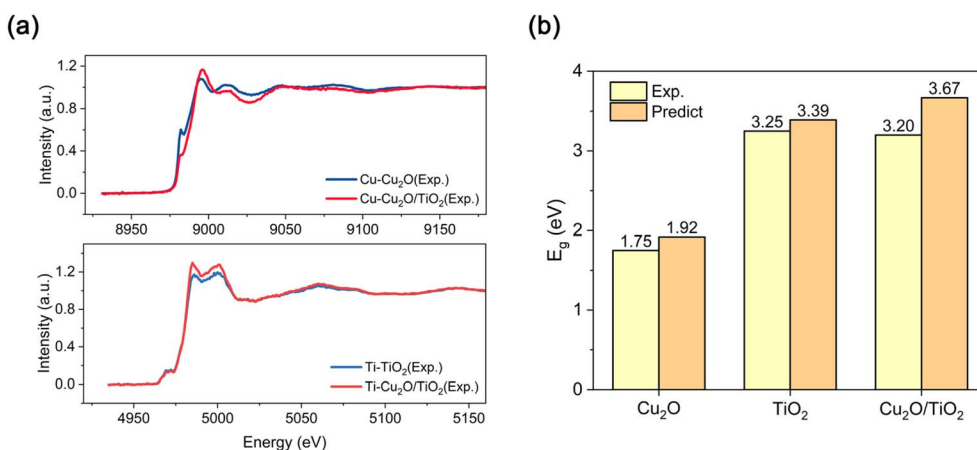 (a)
1.2
0.8
0.4
0.0
Intensity (a.u.)
Cu-Cu₂O(Exp.)
Cu-Cu₂O/TiO₂(Exp.)
8950 9000 9050 9100 9150
1.2
0.8
0.4
0.0
Intensity (a.u.)
Ti-TiO₂(Exp.)
Ti-Cu₂O/TiO₂(Exp.)
4950 5000 5050 5100 5150
Energy (eV)
(b)
4
3
2
1
0
E₉ (eV)
Exp.
Predict
1.75
1.92
3.25
3.39
3.20
3.67
Cu₂O TiO₂ Cu₂O/TiO₂